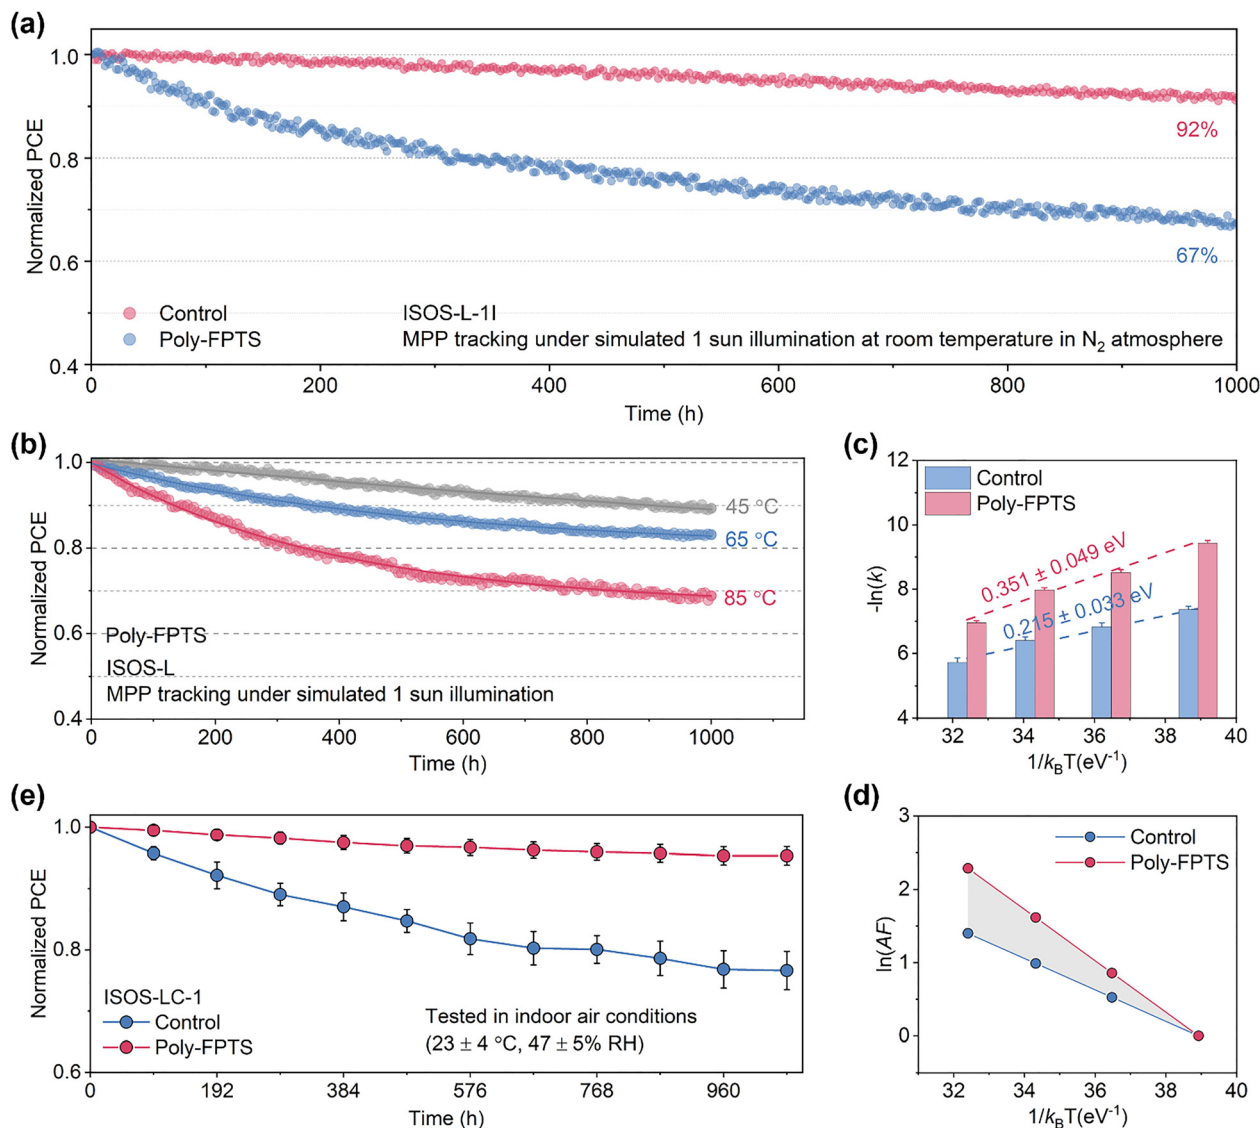 (a)
Normalized PCE
1.0
0.8
0.6
0.4
92%
67%
Control
Poly-FPTS
ISOS-L-1I
MPP tracking under simulated 1 sun illumination at room temperature in N₂ atmosphere
0 200 400 600 800 1000
Time (h)
(b)
Normalized PCE
1.0
0.8
0.6
0.4
45 °C
65 °C
85 °C
Poly-FPTS
ISOS-L
MPP tracking under simulated 1 sun illumination
0 200 400 600 800 1000
Time (h)
(c)
-ln(k)
12
10
8
6
4
Control
Poly-FPTS
0.351 ± 0.049 eV
0.215 ± 0.033 eV
32 34 36 38 40
1/k_BT(eV⁻¹)
(e)
Normalized PCE
1.0
0.8
0.6
ISOS-LC-1
Control
Poly-FPTS
Tested in indoor air conditions
(23 ± 4 °C, 47 ± 5% RH)
0 192 384 576 768 960
Time (h)
(d)
ln(AF)
3
2
1
0
Control
Poly-FPTS
32 34 36 38 40
1/k_BT(eV⁻¹)